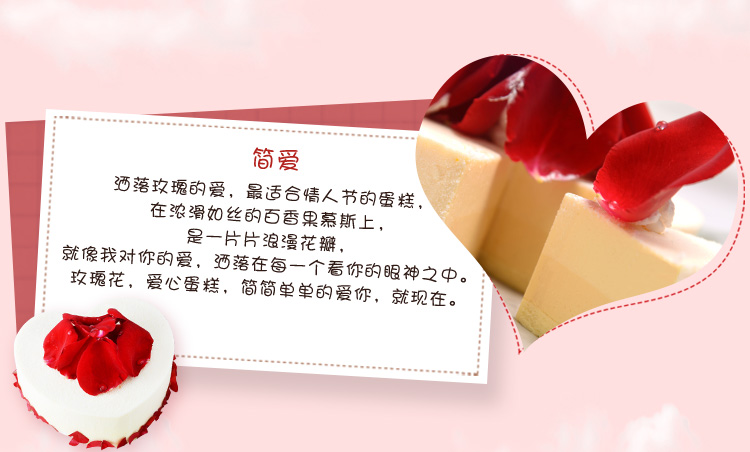 简爱
洒落玫瑰的爱，最适合情人节的蛋糕，
在浓滑如丝的百香果慕斯上，
是一片片浪漫花瓣，
就像我对你的爱，洒落在每一个看你的眼神之中。
玫瑰花，爱心蛋糕，简简单单的爱你，就现在。